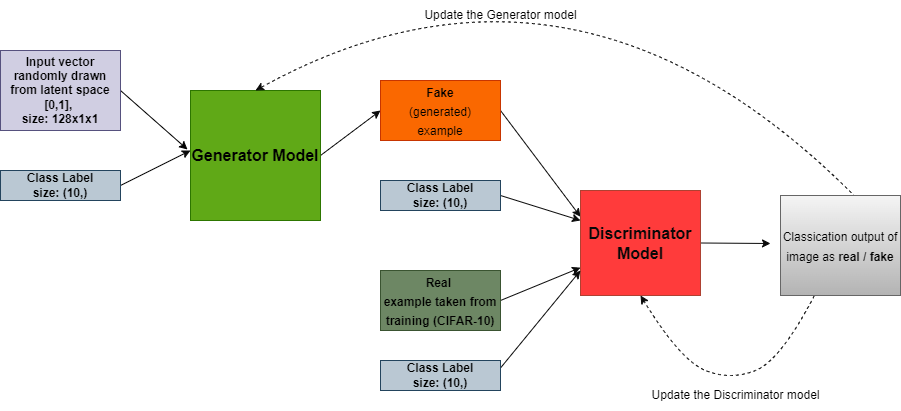 Update the Generator model
Input vector
randomly drawn
from latent space
[0,1],
size: 128x1x1
Class Label
size: (10,)
Generator Model
Fake
(generated)
example
Class Label
size: (10,)
Discriminator
Model
Classication output of
image as real / fake
Real
example taken from
training (CIFAR-10)
Class Label
size: (10,)
Update the Discriminator model